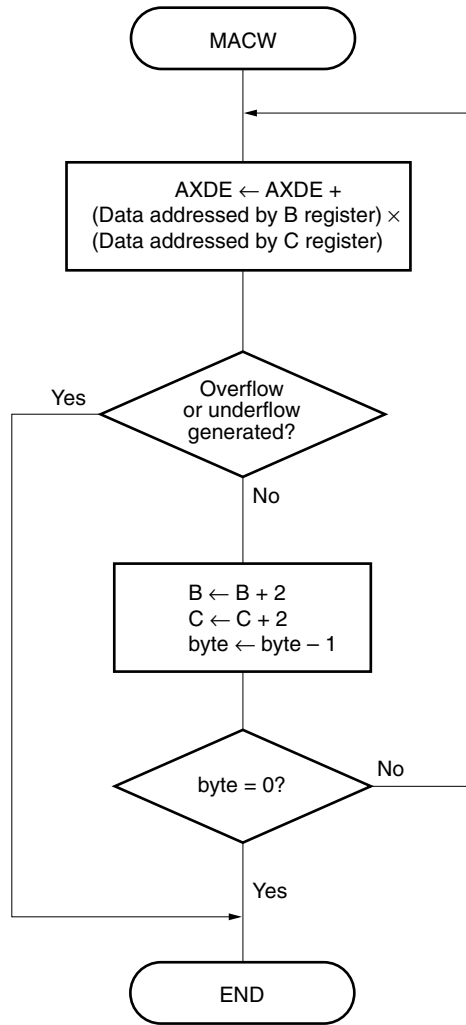 MACW
AXDE ← AXDE +
(Data addressed by B register) ×
(Data addressed by C register)
Yes
Overflow
or underflow
generated?
No
B ← B + 2
C ← C + 2
byte ← byte – 1
byte = 0?
No
Yes
END